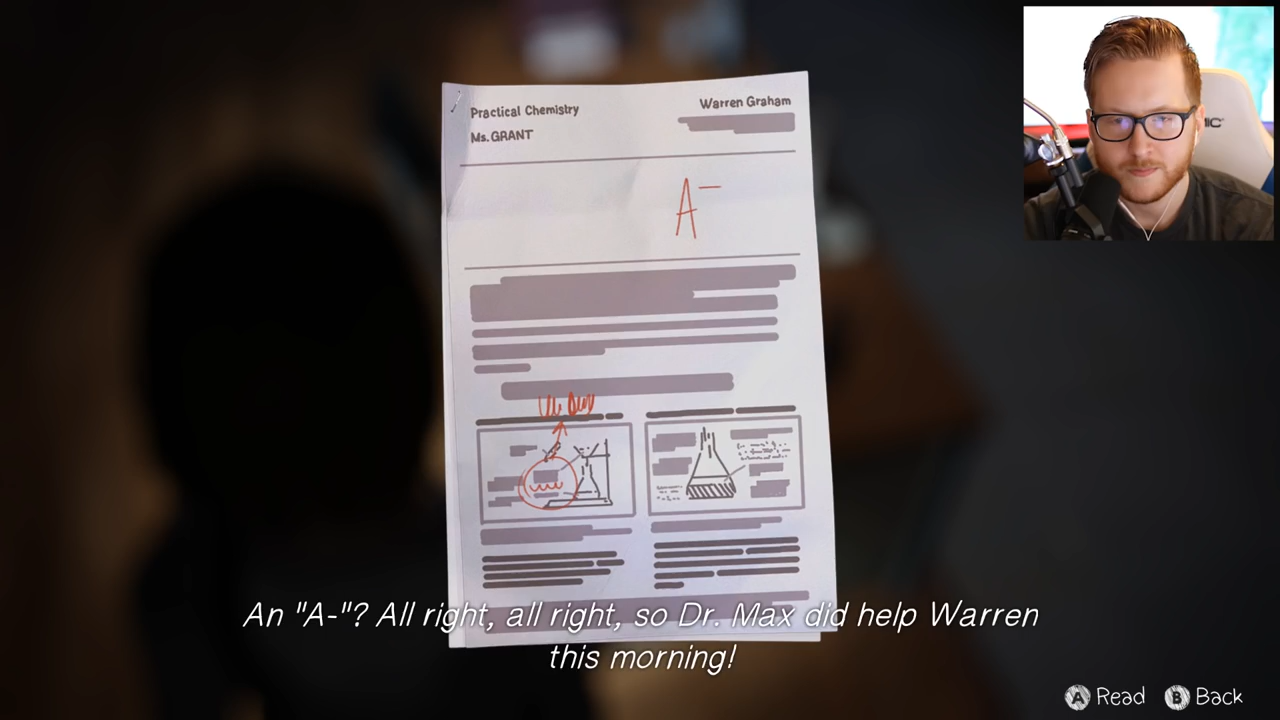 Practical Chemistry
Warren Graham
Ms. GRANT
A-
An "A-"? All right, all right, so Dr. Max did help Warren
this morning!
A Read B Back